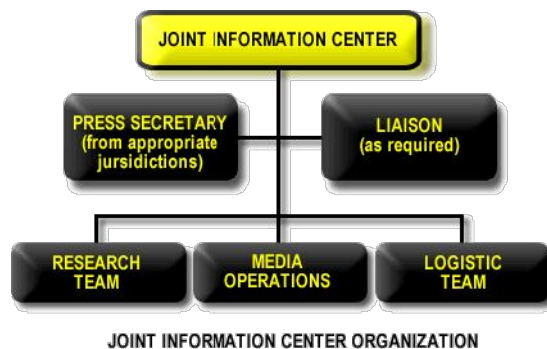 JOINT INFORMATION CENTER
PRESS SECRETARY
(from appropriate
jursidictions)
LIAISON
(as required)
RESEARCH
TEAM
MEDIA
OPERATIONS
LOGISTIC
TEAM
JOINT INFORMATION CENTER ORGANIZATION